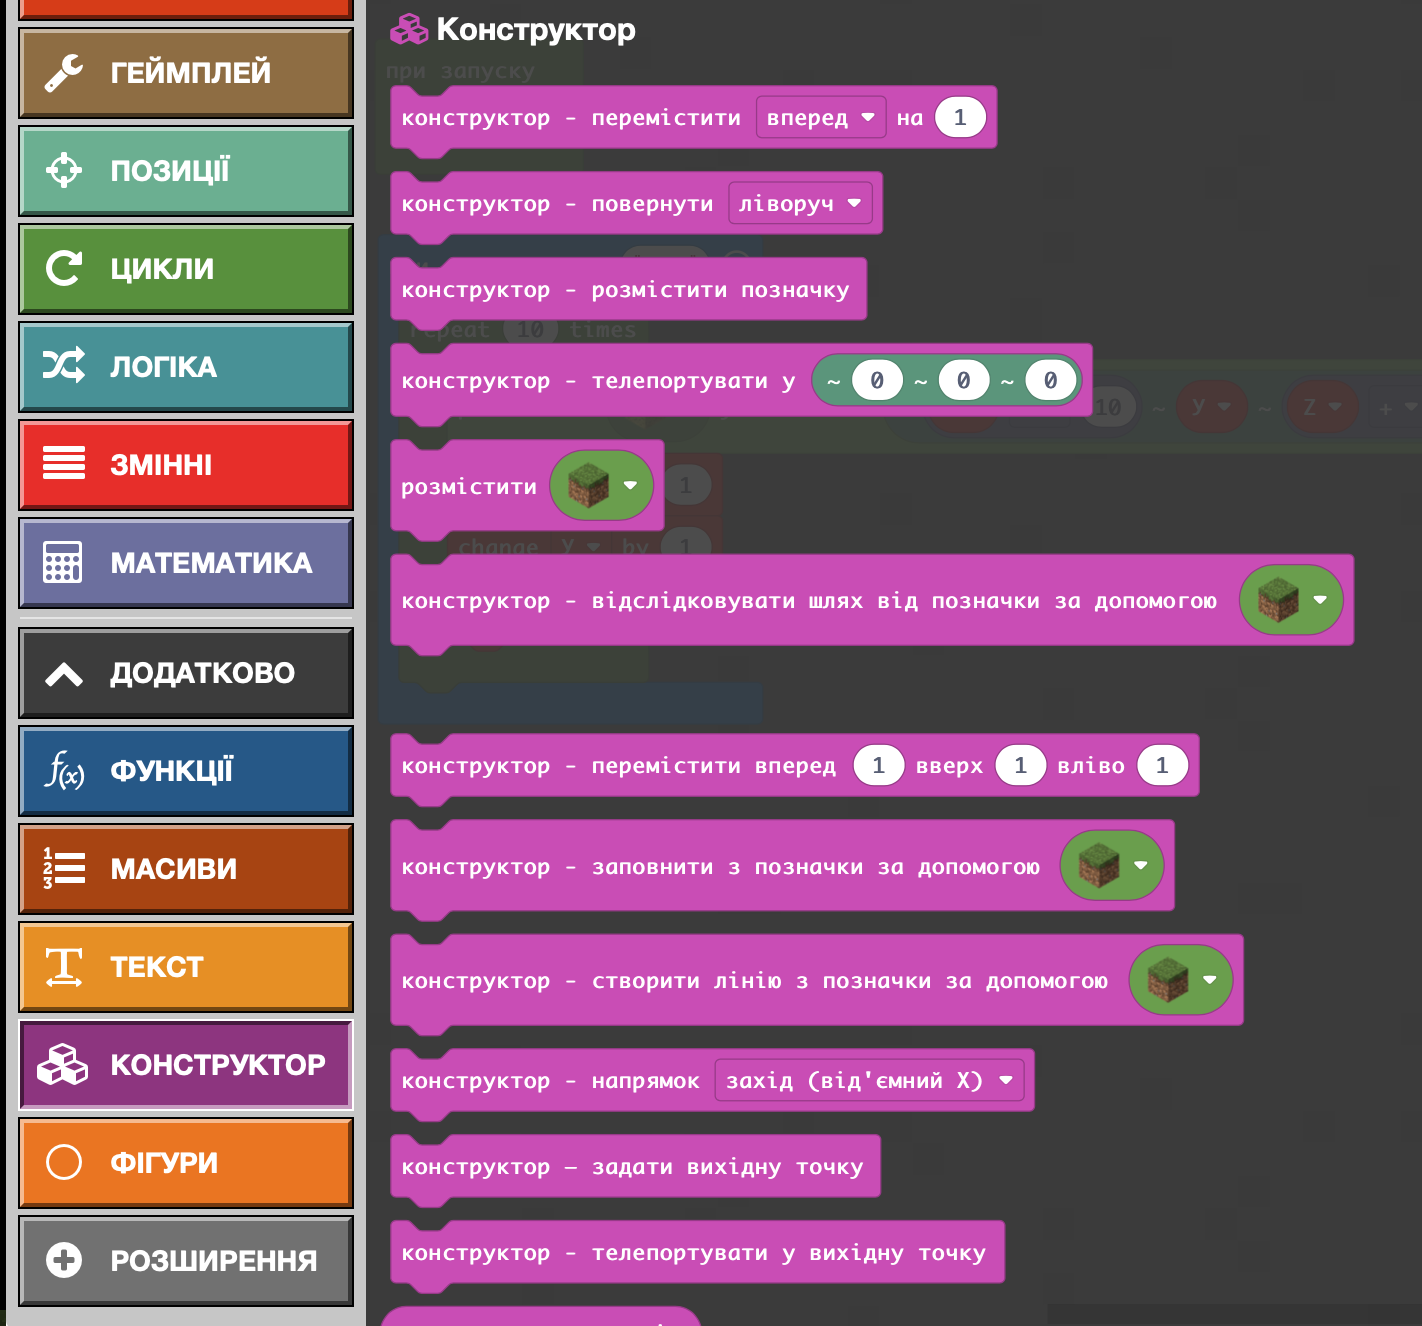 ГЕЙМПЛЕЙ
ПОЗИЦІЇ
ЦИКЛИ
ЛОГІКА
ЗМІННІ
МАТЕМАТИКА
ДОДАТКОВО
ФУНКЦІЇ
МАСИВИ
ТЕКСТ
КОНСТРУКТОР
ФІГУРИ
РОЗШИРЕННЯ
Конструктор
при запуску
конструктор - перемістити вперед на 1
конструктор - повернути ліворуч
конструктор - розмістити позначку
repeat 10 times
конструктор - телепортувати у ~ 0 ~ 0 ~ 0
10 ~ У ~ Z +
розмістити
1
change У by 1
конструктор - відслідковувати шлях від позначки за допомогою
конструктор - перемістити вперед 1 вверх 1 вліво 1
конструктор - заповнити з позначки за допомогою
конструктор - створити лінію з позначки за допомогою
конструктор - напрямок захід (від'ємний X)
конструктор – задати вихідну точку
конструктор - телепортувати у вихідну точку